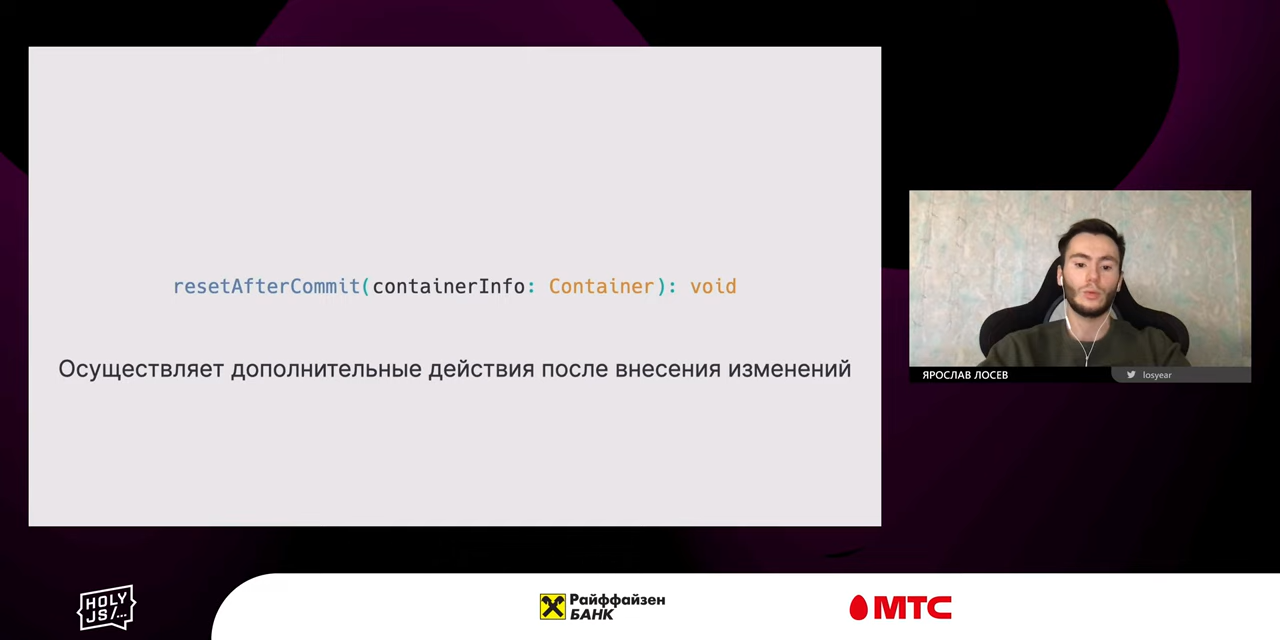 resetAfterCommit(containerInfo: Container): void
Осуществляет дополнительные действия после внесения изменений
ЯРОСЛАВ ЛОСЕВ
losyear
HOLY
JS/...
Райффайзен
БАНК
МТС